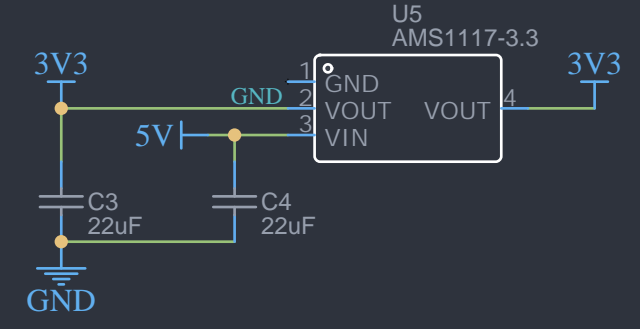 U5
AMS1117-3.3
3V3
3V3
1
GND
GND
2
VOUT
VOUT
4
5V
3
VIN
C3
22uF
C4
22uF
GND